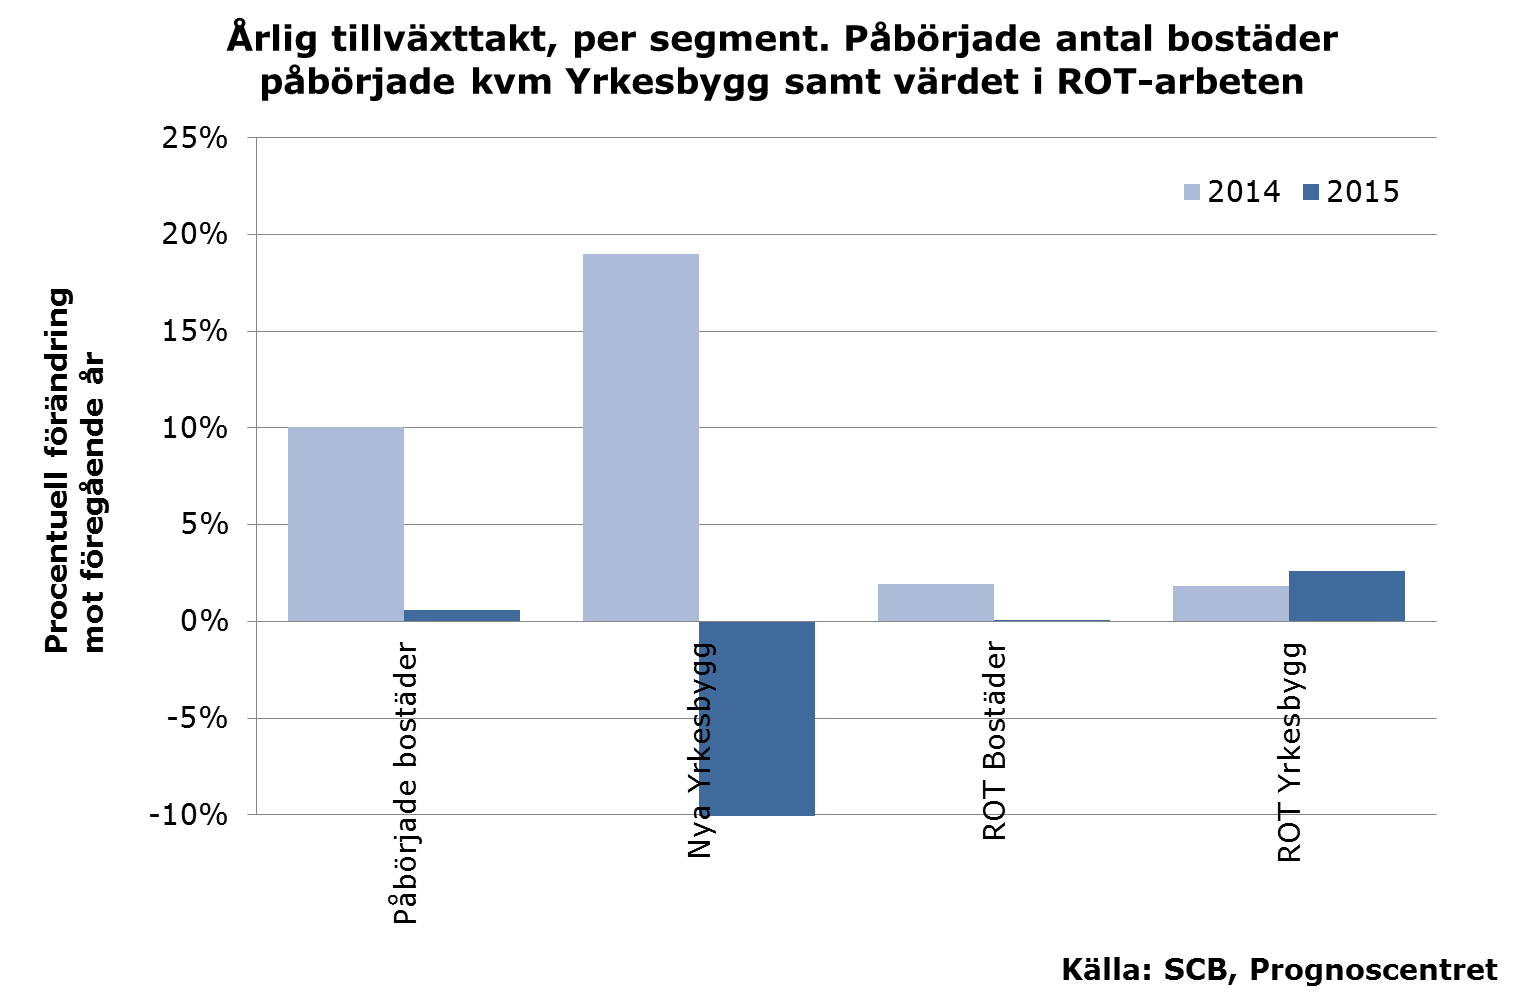 Årlig tillväxttakt, per segment. Påbörjade antal bostäder
påbörjade kvm Yrkesbygg samt värdet i ROT-arbeten
25%
20%
15%
10%
5%
0%
-5%
-10%
Procentuell förändring
mot föregående år
2014
2015
Påbörjade bostäder
Nya Yrkesbygg
ROT Bostäder
ROT Yrkesbygg
Källa: SCB, Prognoscentret